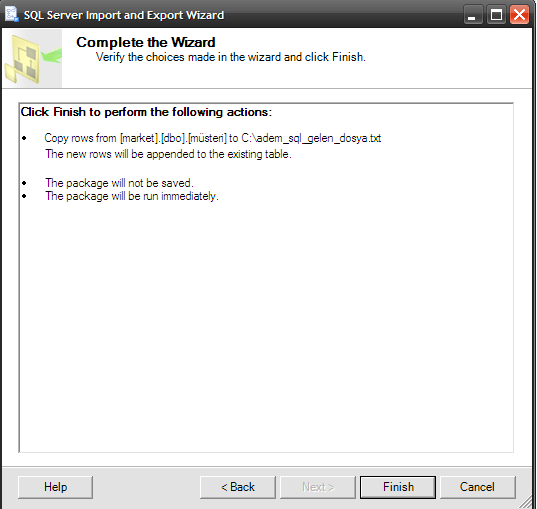 SQL Server Import and Export Wizard
Complete the Wizard
Verify the choices made in the wizard and click Finish.
Click Finish to perform the following actions:
• Copy rows from [market].[dbo].[müsteri] to C:\adem_sql_gelen_dosya.txt
The new rows will be appended to the existing table.
• The package will not be saved.
• The package will be run immediately.
Help
< Back
Next >
Finish
Cancel